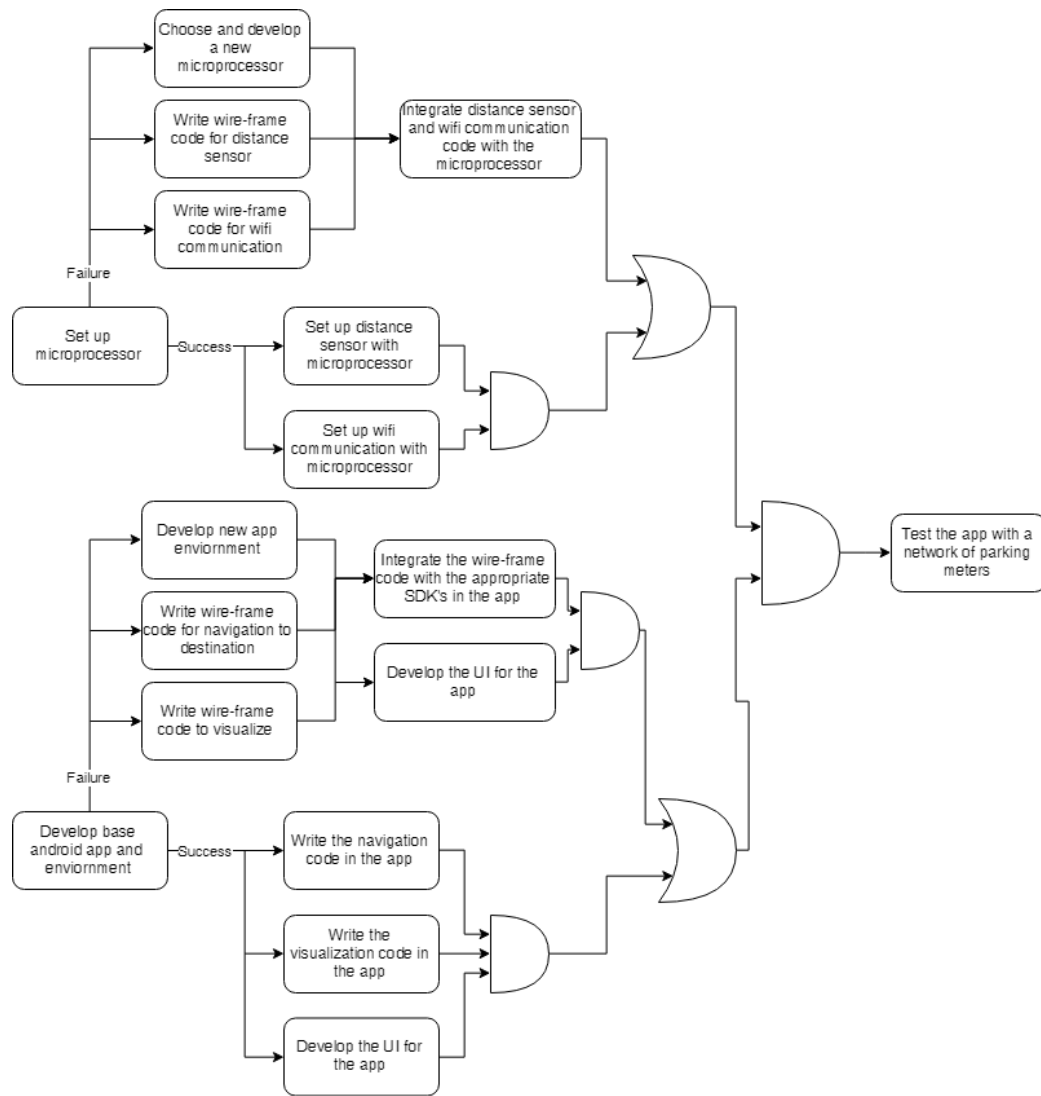 Choose and develop
a new
microprocessor
Write wire-frame
code for distance
sensor
Integrate distance sensor
and wifi communication
code with the
microprocessor
Write wire-frame
code for wifi
communication
Failure
Set up
microprocessor
Success
Set up distance
sensor with
microprocessor
Set up wifi
communication with
microprocessor
Develop new app
enviornment
Integrate the wire-frame
code with the appropriate
SDK's in the app
Test the app with a
network of parking
meters
Write wire-frame
code for navigation to
destination
Develop the UI for the
app
Write wire-frame
code to visualize
Failure
Develop base
android app and
enviornment
Success
Write the navigation
code in the app
Write the
visualization code in
the app
Develop the UI for
the app